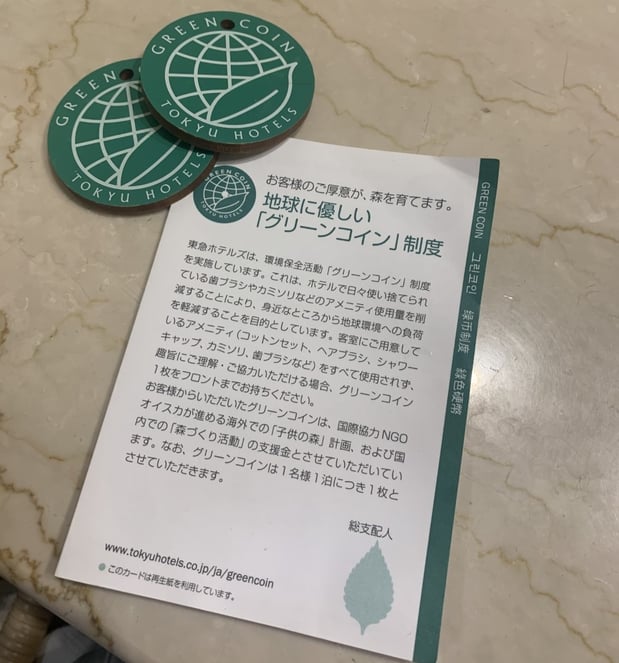 GREEN COIN
TOKYU HOTELS
GREEN
TOKYU HOTELS
GREEN COIN
TOKYU HOTELS
お客様のご厚意が、森を育てます。
地球に優しい
「グリーンコイン」制度
東急ホテルズは、環境保全活動「グリーンコイン」制度
を実施しています。これは、ホテルで日々使い捨てられ
ている歯ブラシやカミソリなどのアメニティ使用量を削
減することにより、身近なところから地球環境への負荷
を軽減することを目的としています。客室にご用意して
いるアメニティ(コットンセット、ヘアブラシ、シャワー
キャップ、カミソリ、歯ブラシなど)をすべて使用されず、
趣旨にご理解・ご協力いただける場合、グリーンコイン
1枚をフロントまでお持ちください。
お客様からいただいたグリーンコインは、国際協力NGO
オイスカが進める海外での「子供の森」計画、および国
内での「森づくり活動」の支援金とさせていただいてい
ます。なお、グリーンコインは1名様1泊につき1枚と
させていただきます。
総支配人
www.tokyuhotels.co.jp/ja/greencoin
●このカードは再生紙を利用しています。
GREEN COIN 그린코인 綠币制度 綠色硬幣